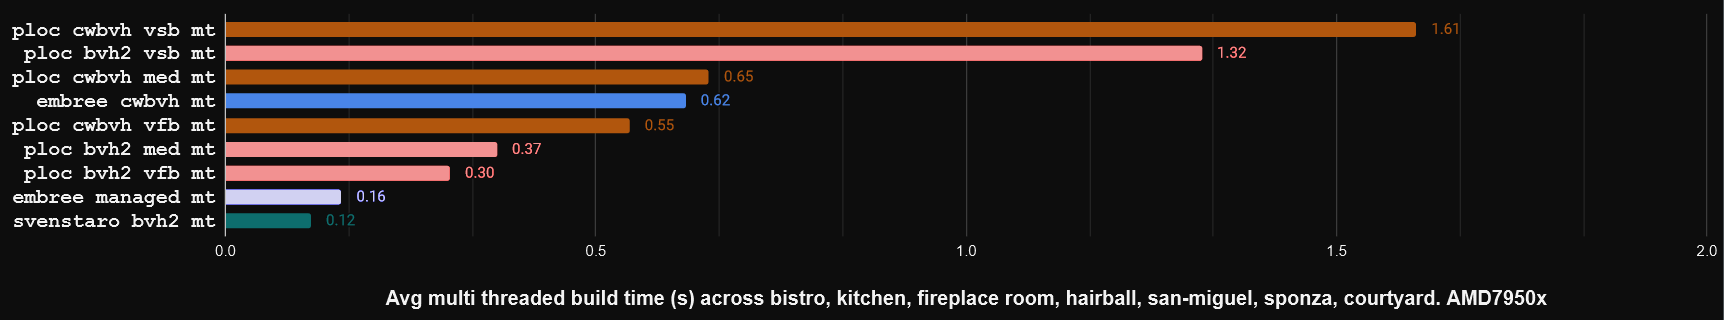 ploc cwbvh vsb mt 1.61
ploc bvh2 vsb mt 1.32
ploc cwbvh med mt 0.65
embree cwbvh mt 0.62
ploc cwbvh vfb mt 0.55
ploc bvh2 med mt 0.37
ploc bvh2 vfb mt 0.30
embree managed mt 0.16
svenstaro bvh2 mt 0.12
0.0 0.5 1.0 1.5 2.0
Avg multi threaded build time (s) across bistro, kitchen, fireplace room, hairball, san-miguel, sponza, courtyard. AMD7950x